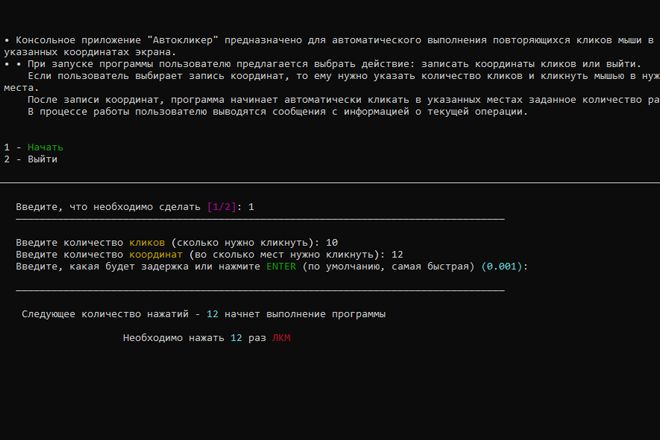 • Консольное приложение "Автокликер" предназначено для автоматического выполнения повторяющихся кликов мыши в
указанных координатах экрана.
• • При запуске программы пользователю предлагается выбрать действие: записать координаты кликов или выйти.
Если пользователь выбирает запись координат, то ему нужно указать количество кликов и кликнуть мышью в нуж
места.
После записи координат, программа начинает автоматически кликать в указанных местах заданное количество ра
В процессе работы пользователю выводятся сообщения с информацией о текущей операции.
1 - Начать
2 - Выйти
Введите, что необходимо сделать [1/2]: 1
Введите количество кликов (сколько нужно кликнуть): 10
Введите количество координат (во сколько мест нужно кликнуть): 12
Введите, какая будет задержка или нажмите ENTER (по умолчанию, самая быстрая) (0.001):
Следующее количество нажатий - 12 начнет выполнение программы
Необходимо нажать 12 раз ЛКМ